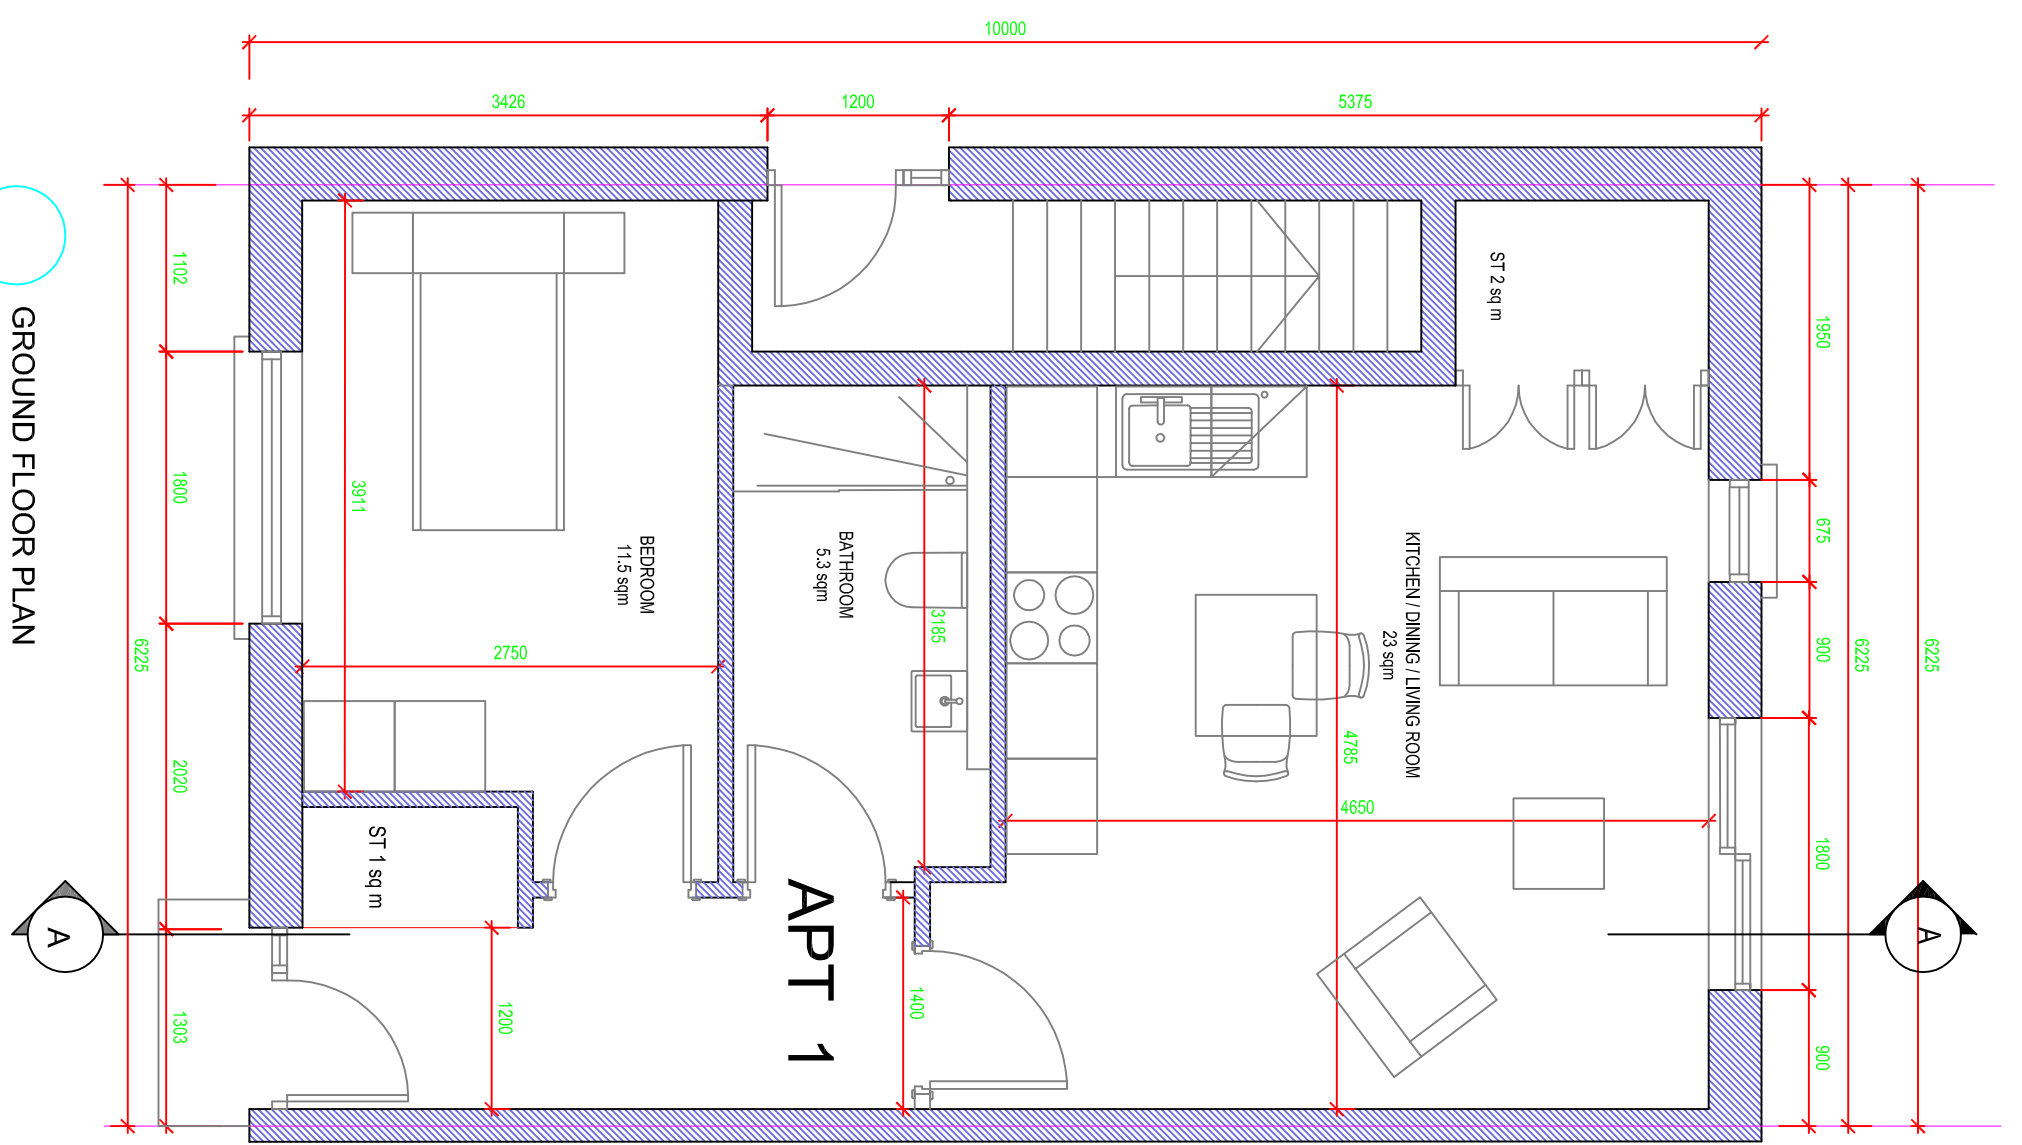 10000
3426
1200
5375
GROUND FLOOR PLAN
6225
1102
1800
2020
1303
3911
2750
BEDROOM
11.5 sqm
ST 1 sq m
1200
BATHROOM
5.3 sqm
3185
APT 1
1400
KITCHEN / DINING / LIVING ROOM
23 sqm
4785
4650
ST 2 sq m
1950
675
900
1800
900
6225
6225
A
A